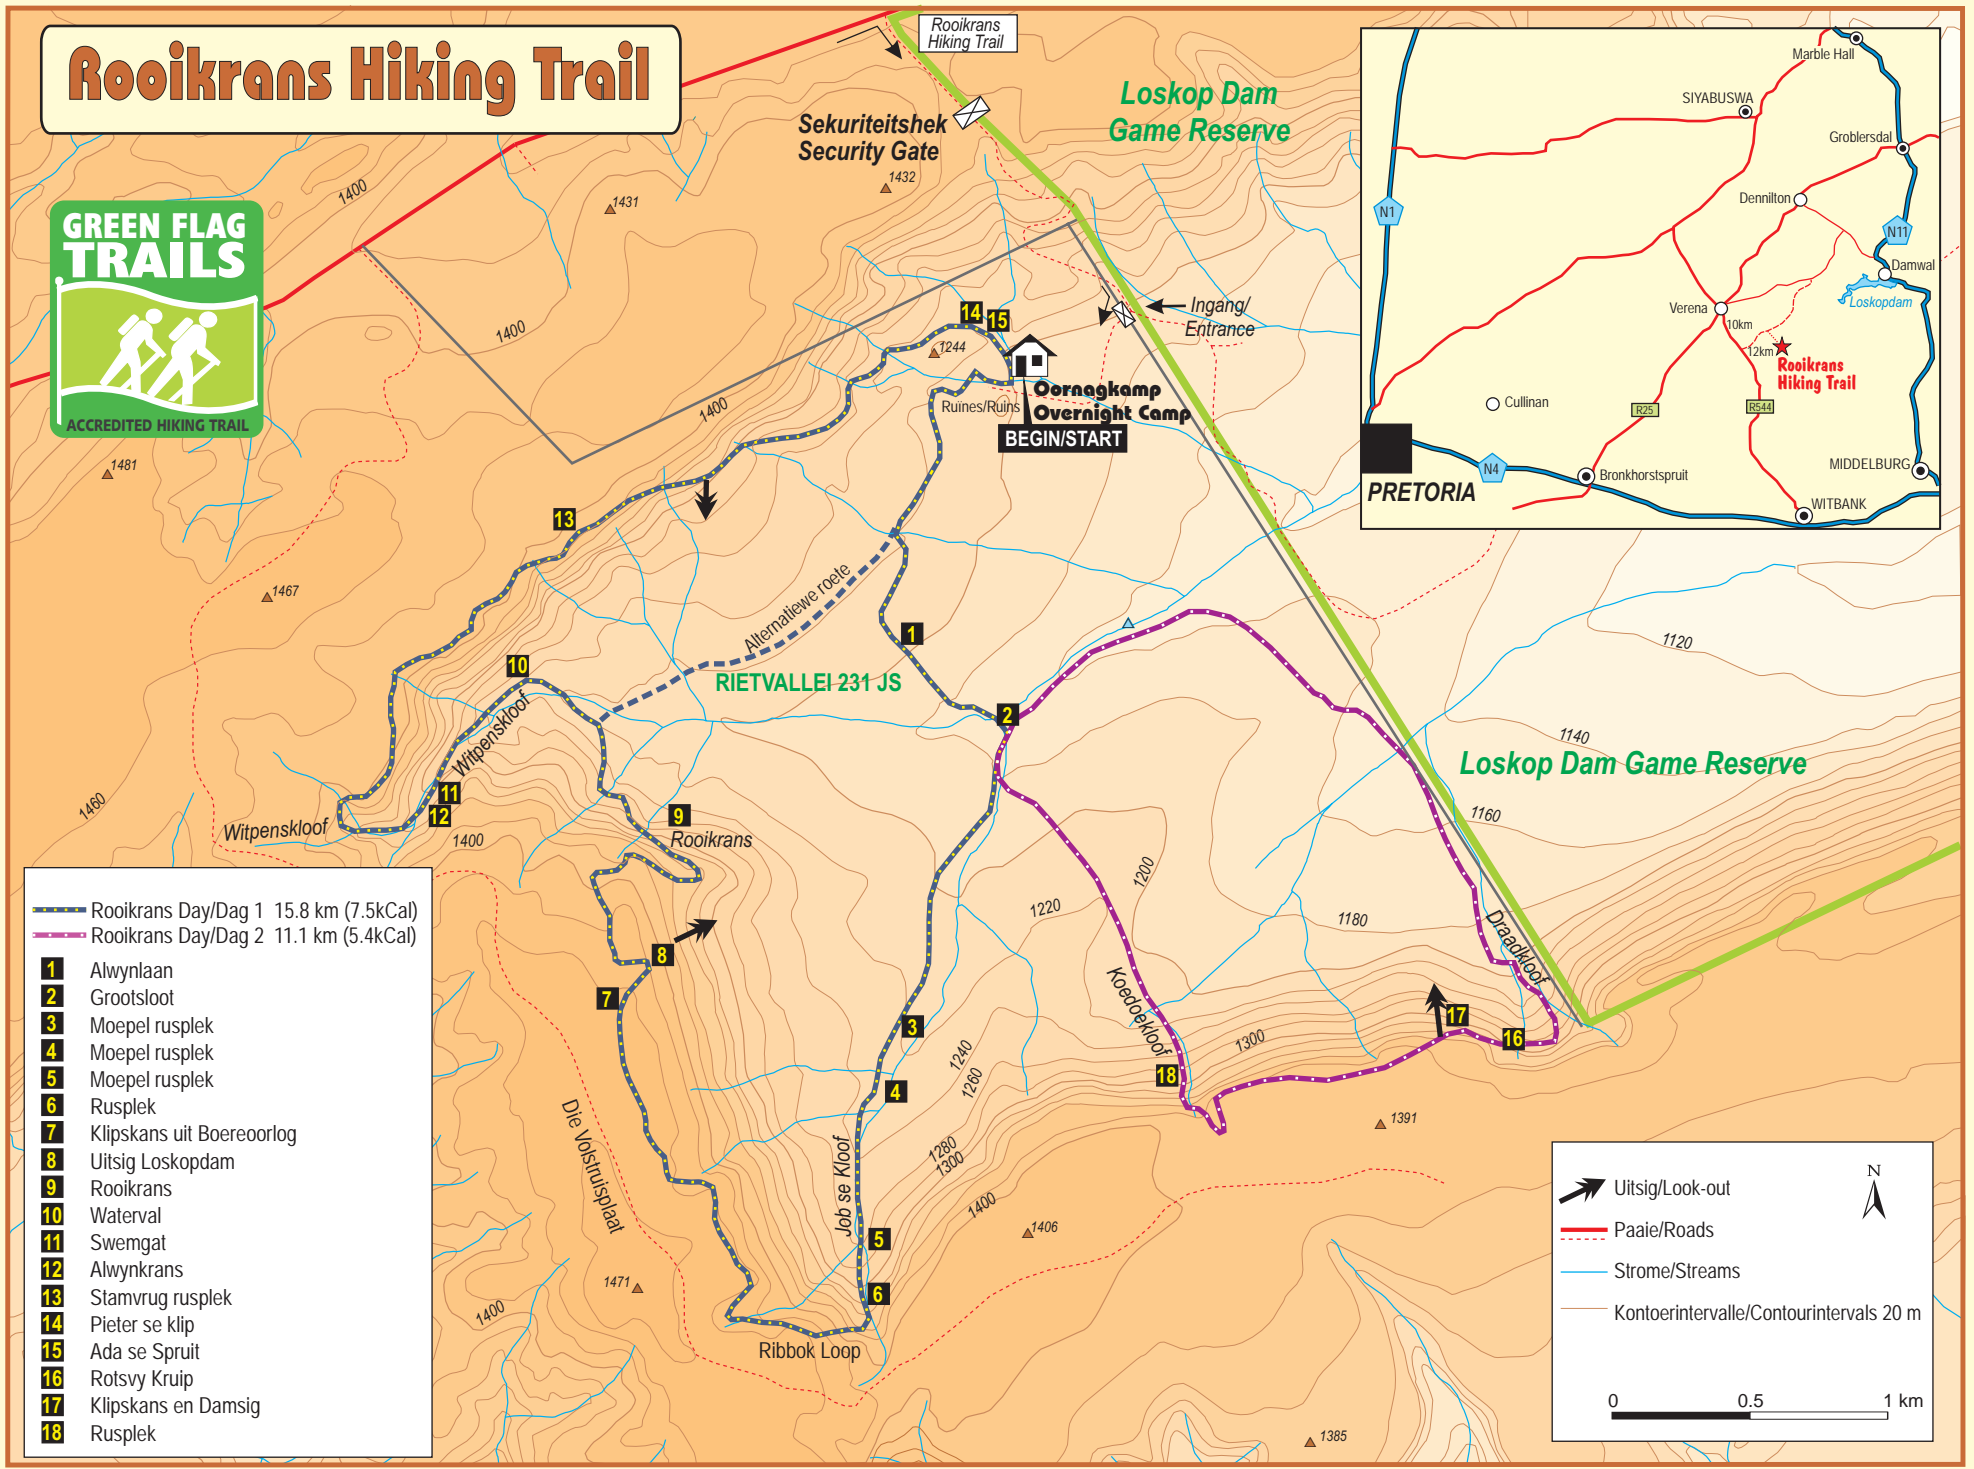 Rooikrans Hiking Trail
Rooikrans
Hiking Trail
Loskop Dam
Game Reserve
Sekuriteitshek
Security Gate
1432
1431
1400
GREEN FLAG
TRAILS
ACCREDITED HIKING TRAIL
Marble Hall
SIYABUSWA
Groblersdal
Dennilton
N1
N11
Damwal
Loskopdam
Verena
10km
12km
Rooikrans
Hiking Trail
Cullinan
R25
R544
N4
Bronkhorstspruit
MIDDELBURG
PRETORIA
WITBANK
Ingang/
Entrance
14
15
1244
1400
Ruïnes/Ruins
Oornagkamp
Overnight Camp
BEGIN/START
1400
1481
13
1467
Alternatiewe roete
1
10
RIETVALLEI 231 JS
2
1120
1140
Loskop Dam Game Reserve
Witpenskloof
11
12
1460
Witpenskloof
1400
9
Rooikrans
1160
1200
1220
1180
Draadkloof
8
7
Koedoekloof
3
17
16
1300
1240
1260
18
4
1391
Die Volstruisplaat
Job se Kloof
1280
1300
1400
5
1406
6
1471
1400
Ribbok Loop
1385
Rooikrans Day/Dag 1 15.8 km (7.5kCal)
Rooikrans Day/Dag 2 11.1 km (5.4kCal)
1 Alwynlaan
2 Grootsloot
3 Moepel rusplek
4 Moepel rusplek
5 Moepel rusplek
6 Rusplek
7 Klipskans uit Boereoorlog
8 Uitsig Loskopdam
9 Rooikrans
10 Waterval
11 Swemgat
12 Alwynkrans
13 Stamvrug rusplek
14 Pieter se klip
15 Ada se Spruit
16 Rotsvy Kruip
17 Klipskans en Damsig
18 Rusplek
N
Uitsig/Look-out
Paaie/Roads
Strome/Streams
Kontoerintervalle/Contourintervals 20 m
0 0.5 1 km